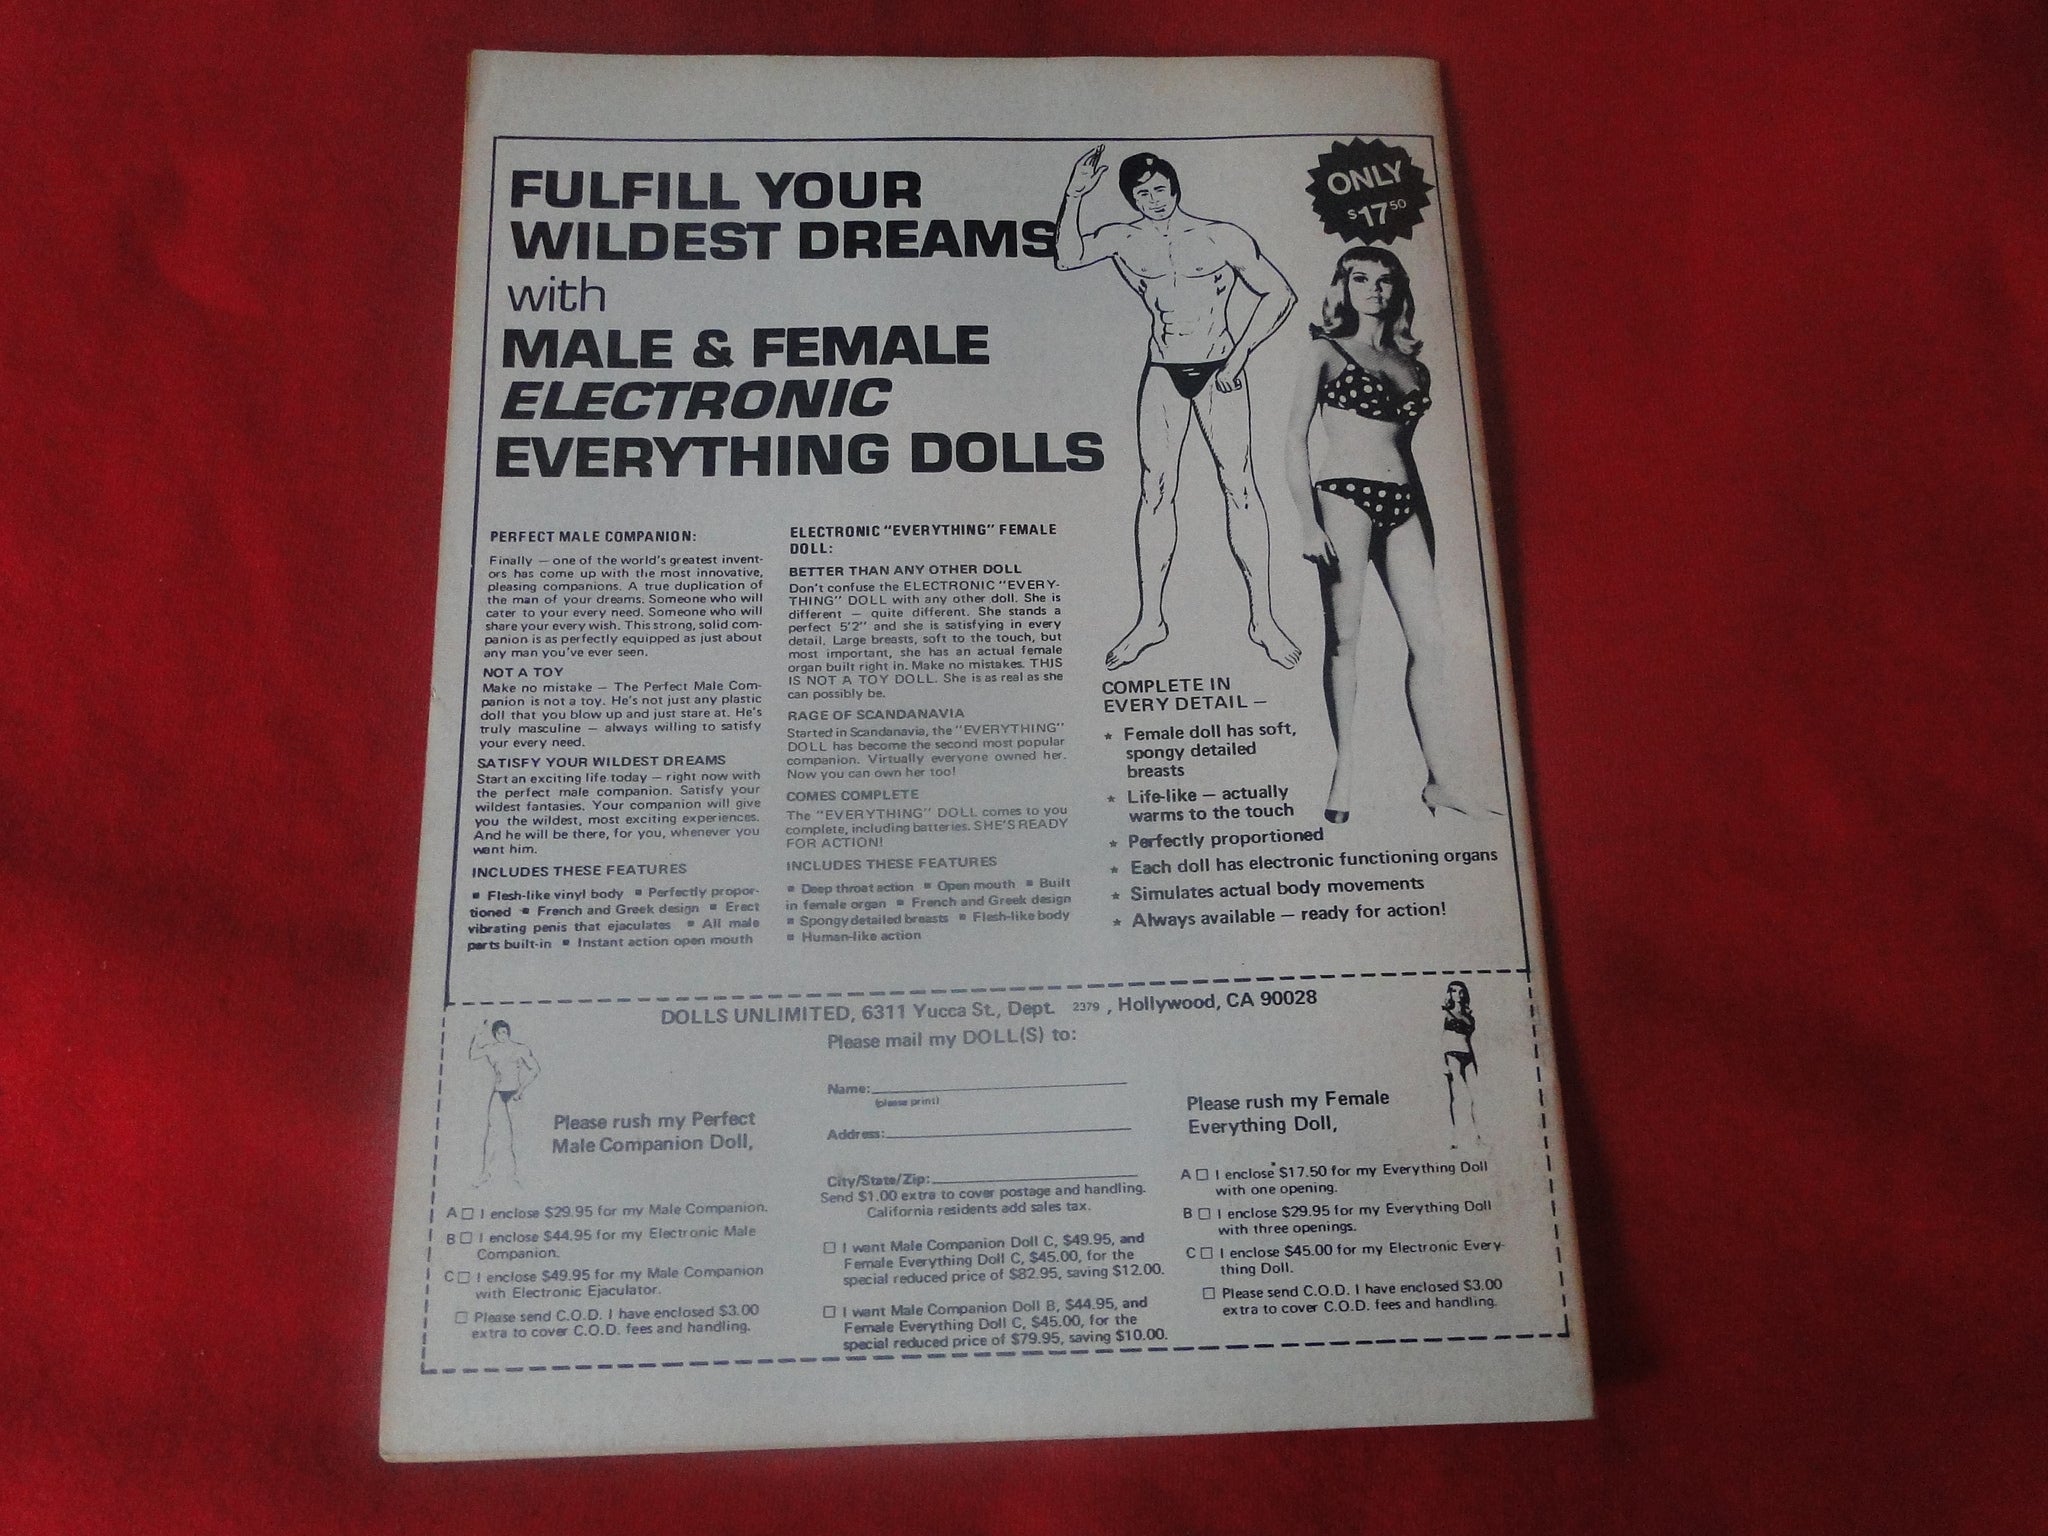 FULFILL YOUR
WILDEST DREAMS
with
MALE & FEMALE
ELECTRONIC
EVERYTHING DOLLS
ONLY
$17.50
PERFECT MALE COMPANION:
Finally — one of the world's greatest invent-
ors has come up with the most innovative,
pleasing companions. A true duplication of
the man of your dreams. Someone who will
cater to your every need. Someone who will
share your every wish. This strong, solid com-
panion is as perfectly equipped as just about
any man you've ever seen.
NOT A TOY
Make no mistake — The Perfect Male Com-
panion is not a toy. He's not just any plastic
doll that you blow up and just stare at. He's
truly masculine — always willing to satisfy
your every need.
SATISFY YOUR WILDEST DREAMS
Start an exciting life today — right now with
the perfect male companion. Satisfy your
wildest fantasies. Your companion will give
you the wildest, most exciting experiences.
And he will be there, for you, whenever you
want him.
INCLUDES THESE FEATURES
▪ Flesh-like vinyl body ▪ Perfectly propor-
tioned ▪ French and Greek design ▪ Erect
vibrating penis that ejaculates ▪ All male
parts built-in ▪ Instant action open mouth
ELECTRONIC "EVERYTHING" FEMALE
DOLL:
BETTER THAN ANY OTHER DOLL
Don't confuse the ELECTRONIC "EVERY-
THING" DOLL with any other doll. She is
different — quite different. She stands a
perfect 5'2" and she is satisfying in every
detail. Large breasts, soft to the touch, but
most important, she has an actual female
organ built right in. Make no mistakes. THIS
IS NOT A TOY DOLL. She is as real as she
can possibly be.
RAGE OF SCANDANAVIA
Started in Scandanavia, the "EVERYTHING"
DOLL has become the second most popular
companion. Virtually everyone owned her.
Now you can own her too!
COMES COMPLETE
The "EVERYTHING" DOLL comes to you
complete, including batteries. SHE'S READY
FOR ACTION!
INCLUDES THESE FEATURES
▪ Deep throat action ▪ Open mouth ▪ Built
in female organ ▪ French and Greek design
▪ Spongy detailed breasts ▪ Flesh-like body
▪ Human-like action
COMPLETE IN
EVERY DETAIL —
★ Female doll has soft,
spongy detailed
breasts
★ Life-like — actually
warms to the touch
★ Perfectly proportioned
★ Each doll has electronic functioning organs
★ Simulates actual body movements
★ Always available — ready for action!
DOLLS UNLIMITED, 6311 Yucca St., Dept. 2379 , Hollywood, CA 90028
Please mail my DOLL(S) to:
Please rush my Perfect
Male Companion Doll,
A □ I enclose $29.95 for my Male Companion.
B □ I enclose $44.95 for my Electronic Male
Companion.
C □ I enclose $49.95 for my Male Companion
with Electronic Ejaculator.
□ Please send C.O.D. I have enclosed $3.00
extra to cover C.O.D. fees and handling.
Name:
(please print)
Address:
City/State/Zip:
Send $1.00 extra to cover postage and handling.
California residents add sales tax.
□ I want Male Companion Doll C, $49.95, and
Female Everything Doll C, $45.00, for the
special reduced price of $82.95, saving $12.00.
□ I want Male Companion Doll B, $44.95, and
Female Everything Doll C, $45.00, for the
special reduced price of $79.95, saving $10.00.
Please rush my Female
Everything Doll,
A □ I enclose $17.50 for my Everything Doll
with one opening.
B □ I enclose $29.95 for my Everything Doll
with three openings.
C □ I enclose $45.00 for my Electronic Every-
thing Doll.
□ Please send C.O.D. I have enclosed $3.00
extra to cover C.O.D. fees and handling.